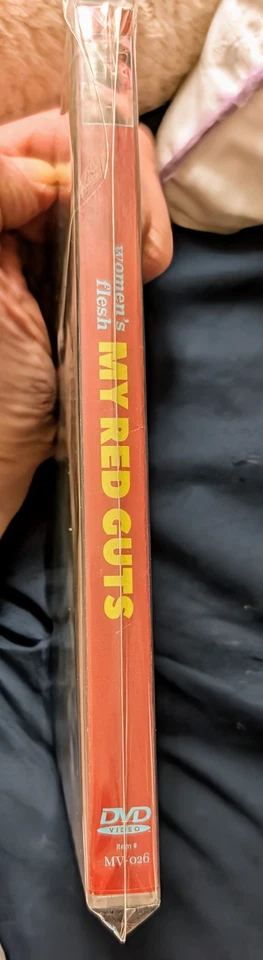 women's
flesh
MY RED GUTS
DVD
VIDEO
Item #
MV-026